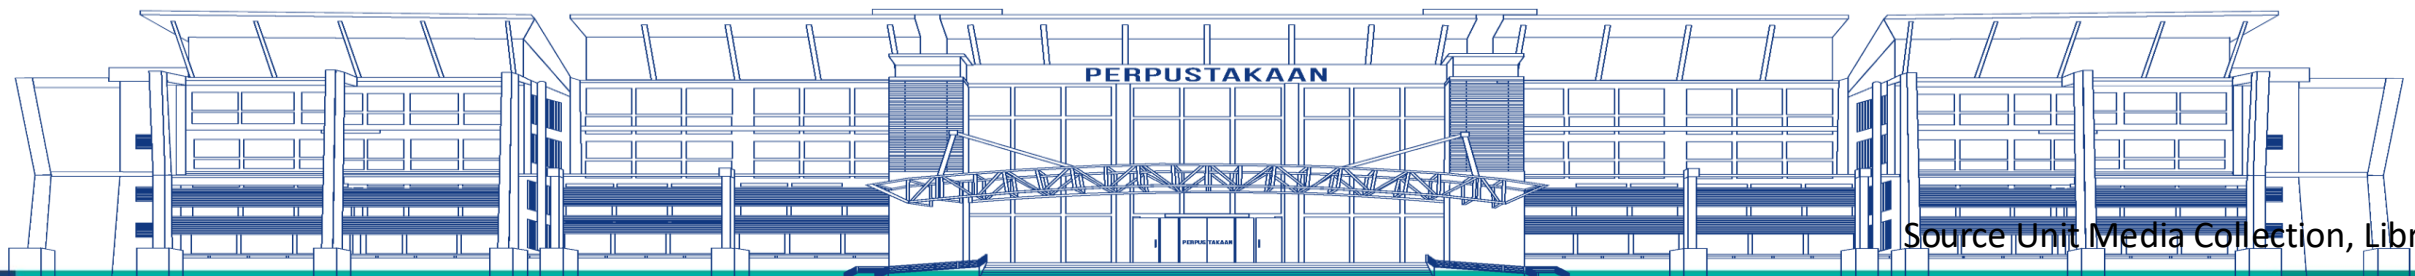 PERPUSTAKAAN
PERPUSTAKAAN
Source Unit Media Collection, Libr